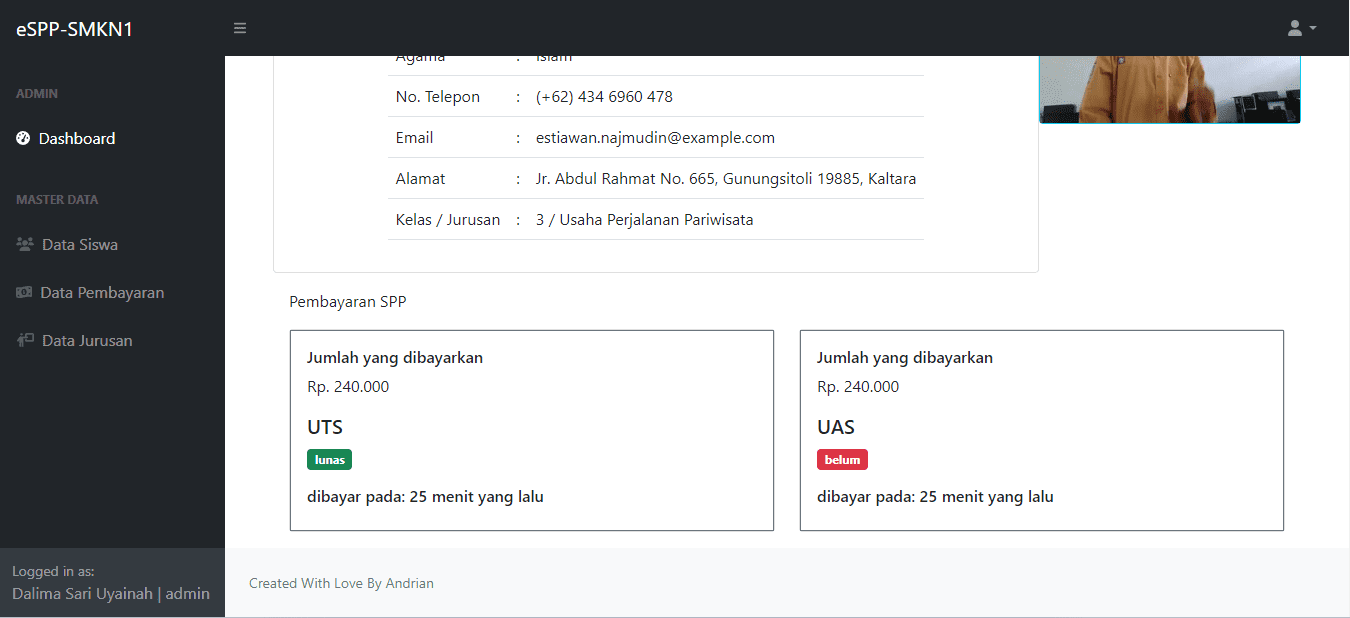 eSPP-SMKN1
ADMIN
Dashboard
MASTER DATA
Data Siswa
Data Pembayaran
Data Jurusan
Logged in as:
Dalima Sari Uyainah | admin
Agama : Islam
No. Telepon : (+62) 434 6960 478
Email : estiawan.najmudin@example.com
Alamat : Jr. Abdul Rahmat No. 665, Gunungsitoli 19885, Kaltara
Kelas / Jurusan : 3 / Usaha Perjalanan Pariwisata
Pembayaran SPP
Jumlah yang dibayarkan
Rp. 240.000
UTS
lunas
dibayar pada: 25 menit yang lalu
Jumlah yang dibayarkan
Rp. 240.000
UAS
belum
dibayar pada: 25 menit yang lalu
Created With Love By Andrian